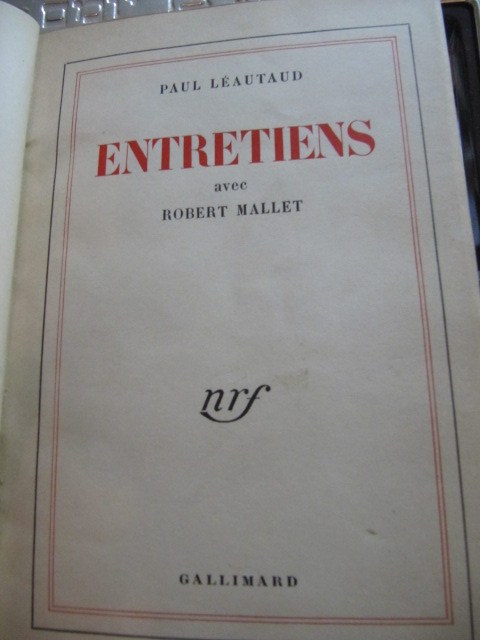 PAUL LÉAUTAUD
ENTRETIENS
avec
ROBERT MALLET
nrf
GALLIMARD